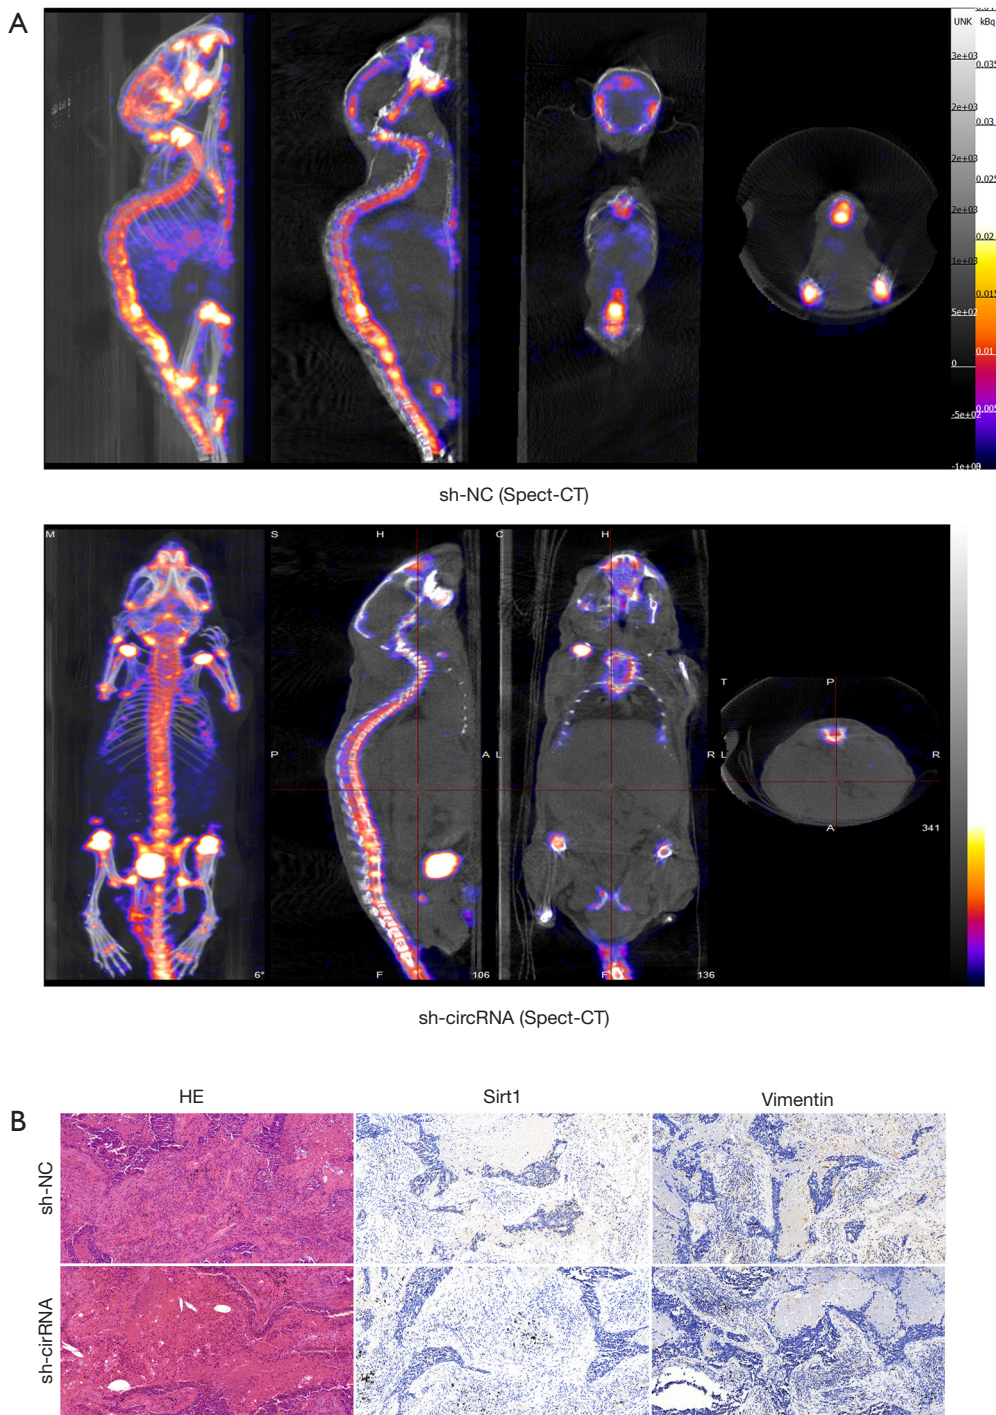 A
UNK kBq
3e+03
0.035
2e+03
0.03
2e+03
0.025
2e+03
0.02
1e+03
0.015
5e+02
0.01
0
0.005
-5e+02
-1e+03
sh-NC (Spect-CT)
M S H C H
T P
P A L R L R
A
341
6° F 106 F 136
sh-circRNA (Spect-CT)
B
HE Sirt1 Vimentin
sh-NC
sh-cirRNA